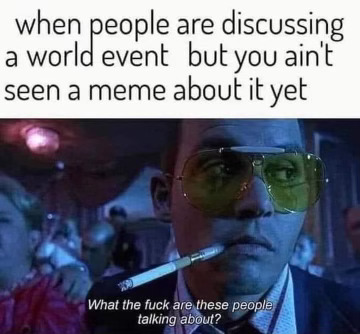 when people are discussing
a world event but you ain't
seen a meme about it yet
What the fuck are these people
talking about?